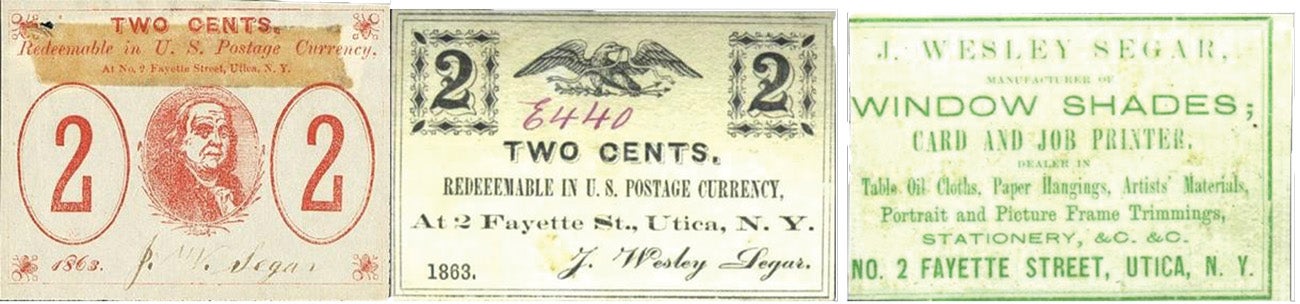 TWO CENTS.
Redeemable in U. S. Postage Currency,
At No. 2 Fayette Street, Utica, N. Y.
2 2
1863. J. W. Segar
2 2
E440
TWO CENTS.
REDEEEMABLE IN U. S. POSTAGE CURRENCY,
At 2 Fayette St., Utica, N. Y.
1863. J. Wesley Segar.
J. WESLEY SEGAR,
MANUFACTURER OF
WINDOW SHADES;
CARD AND JOB PRINTER,
DEALER IN
Table Oil Cloths, Paper Hangings, Artists' Materials,
Portrait and Picture Frame Trimmings,
STATIONERY, &C. &C.
NO. 2 FAYETTE STREET, UTICA, N. Y.